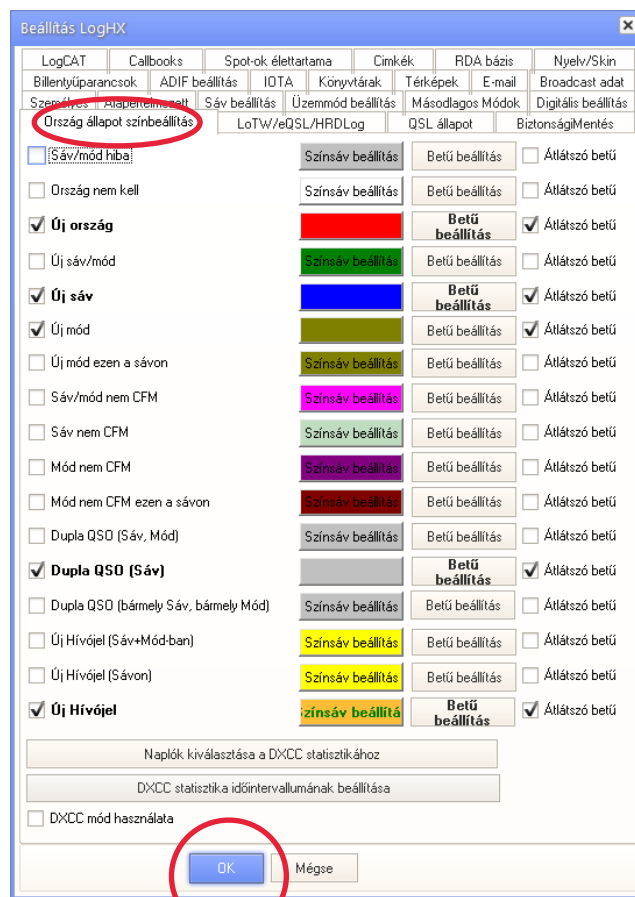 Beállítás LogHX
LogCAT Callbooks Spot-ok élettartama Cimkék RDA bázis Nyelv/Skin
Billentyűparancsok ADIF beállítás IOTA Könyvtárak Térképek E-mail Broadcast adat
Személyes Alapértelmezett Sáv beállítás Üzemmód beállítás Másodlagos Módok Digitális beállítás
Ország állapot színbeállítás LoTW/eQSL/HRDLog QSL állapot BiztonságiMentés
Sáv/mód hiba Színsáv beállítás Betű beállítás Átlátszó betű
Ország nem kell Színsáv beállítás Betű beállítás Átlátszó betű
Új ország Betű beállítás Átlátszó betű
Új sáv/mód Színsáv beállítás Betű beállítás Átlátszó betű
Új sáv Betű beállítás Átlátszó betű
Új mód Betű beállítás Átlátszó betű
Új mód ezen a sávon Színsáv beállítás Betű beállítás Átlátszó betű
Sáv/mód nem CFM Színsáv beállítás Betű beállítás Átlátszó betű
Sáv nem CFM Színsáv beállítás Betű beállítás Átlátszó betű
Mód nem CFM Színsáv beállítás Betű beállítás Átlátszó betű
Mód nem CFM ezen a sávon Színsáv beállítás Betű beállítás Átlátszó betű
Dupla QSO (Sáv, Mód) Színsáv beállítás Betű beállítás Átlátszó betű
Dupla QSO (Sáv) Betű beállítás Átlátszó betű
Dupla QSO (bármely Sáv, bármely Mód) Színsáv beállítás Betű beállítás Átlátszó betű
Új Hívójel (Sáv+Mód-ban) Színsáv beállítás Betű beállítás Átlátszó betű
Új Hívójel (Sávon) Színsáv beállítás Betű beállítás Átlátszó betű
Új Hívójel zínsáv beállítá Betű beállítás Átlátszó betű
Naplók kiválasztása a DXCC statisztikához
DXCC statisztika időintervallumának beállítása
DXCC mód használata
OK Mégse